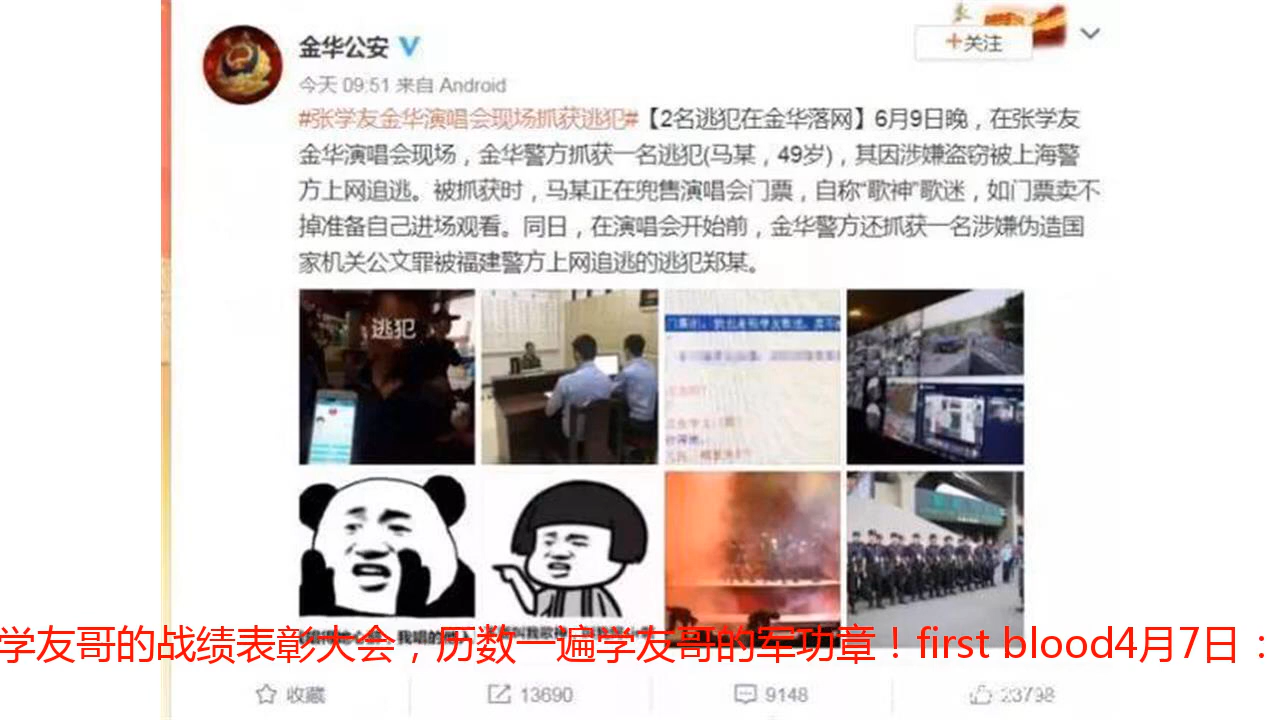 金华公安
+关注
今天 09:51 来自 Android
#张学友金华演唱会现场抓获逃犯#【2名逃犯在金华落网】6月9日晚，在张学友
金华演唱会现场，金华警方抓获一名逃犯(马某，49岁)，其因涉嫌盗窃被上海警
方上网追逃。被抓获时，马某正在兜售演唱会门票，自称“歌神”歌迷，如门票卖不
掉准备自己进场观看。同日，在演唱会开始前，金华警方还抓获一名涉嫌伪造国
家机关公文罪被福建警方上网追逃的逃犯郑某。
逃犯
学友哥的战绩表彰大会，历数一遍学友哥的军功章！first blood4月7日：
收藏
13690
9148
23798